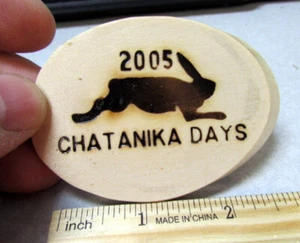 2005
CHATANIKA DAYS
inch 1 MADE IN CHINA 2